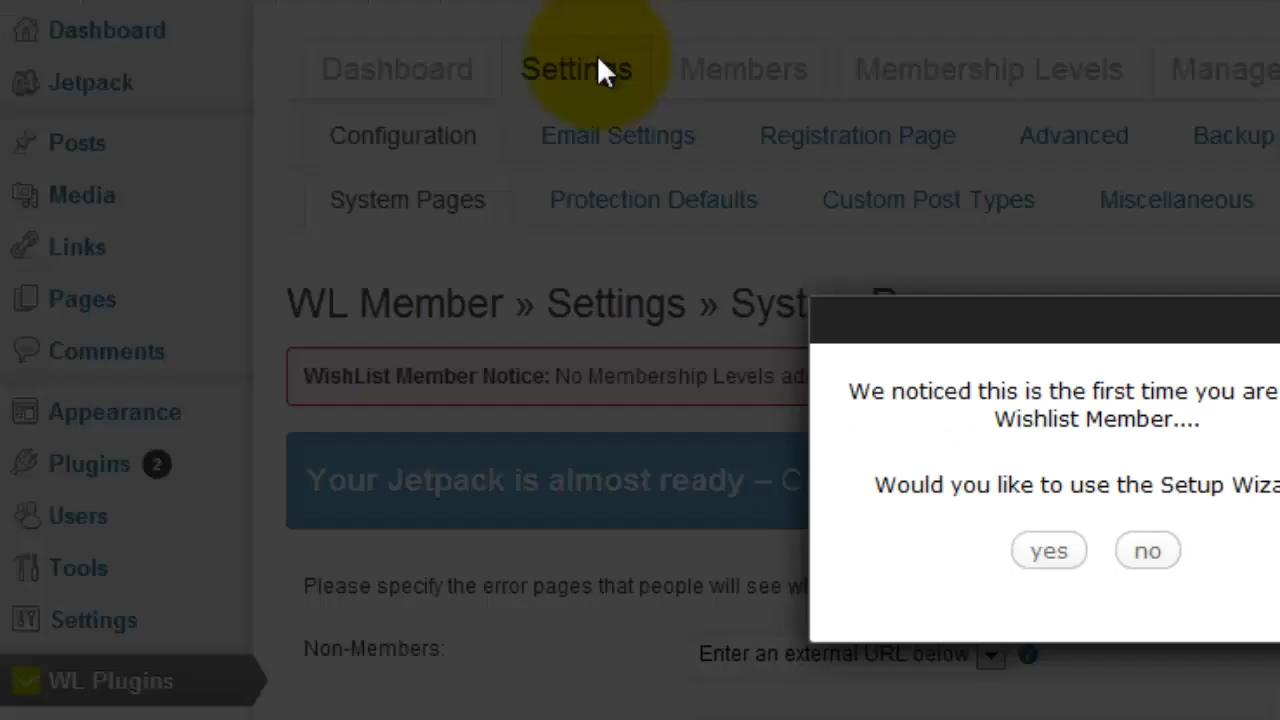 Dashboard
Jetpack
Posts
Media
Links
Pages
Comments
Appearance
Plugins 2
Users
Tools
Settings
WL Plugins
Dashboard Settings Members Membership Levels Manage
Configuration Email Settings Registration Page Advanced Backup
System Pages Protection Defaults Custom Post Types Miscellaneous
WL Member » Settings » Syst
WishList Member Notice: No Membership Levels ad
Your Jetpack is almost ready – C
Please specify the error pages that people will see w
Non-Members:
Enter an external URL below
We noticed this is the first time you are
Wishlist Member....
Would you like to use the Setup Wiza
yes no